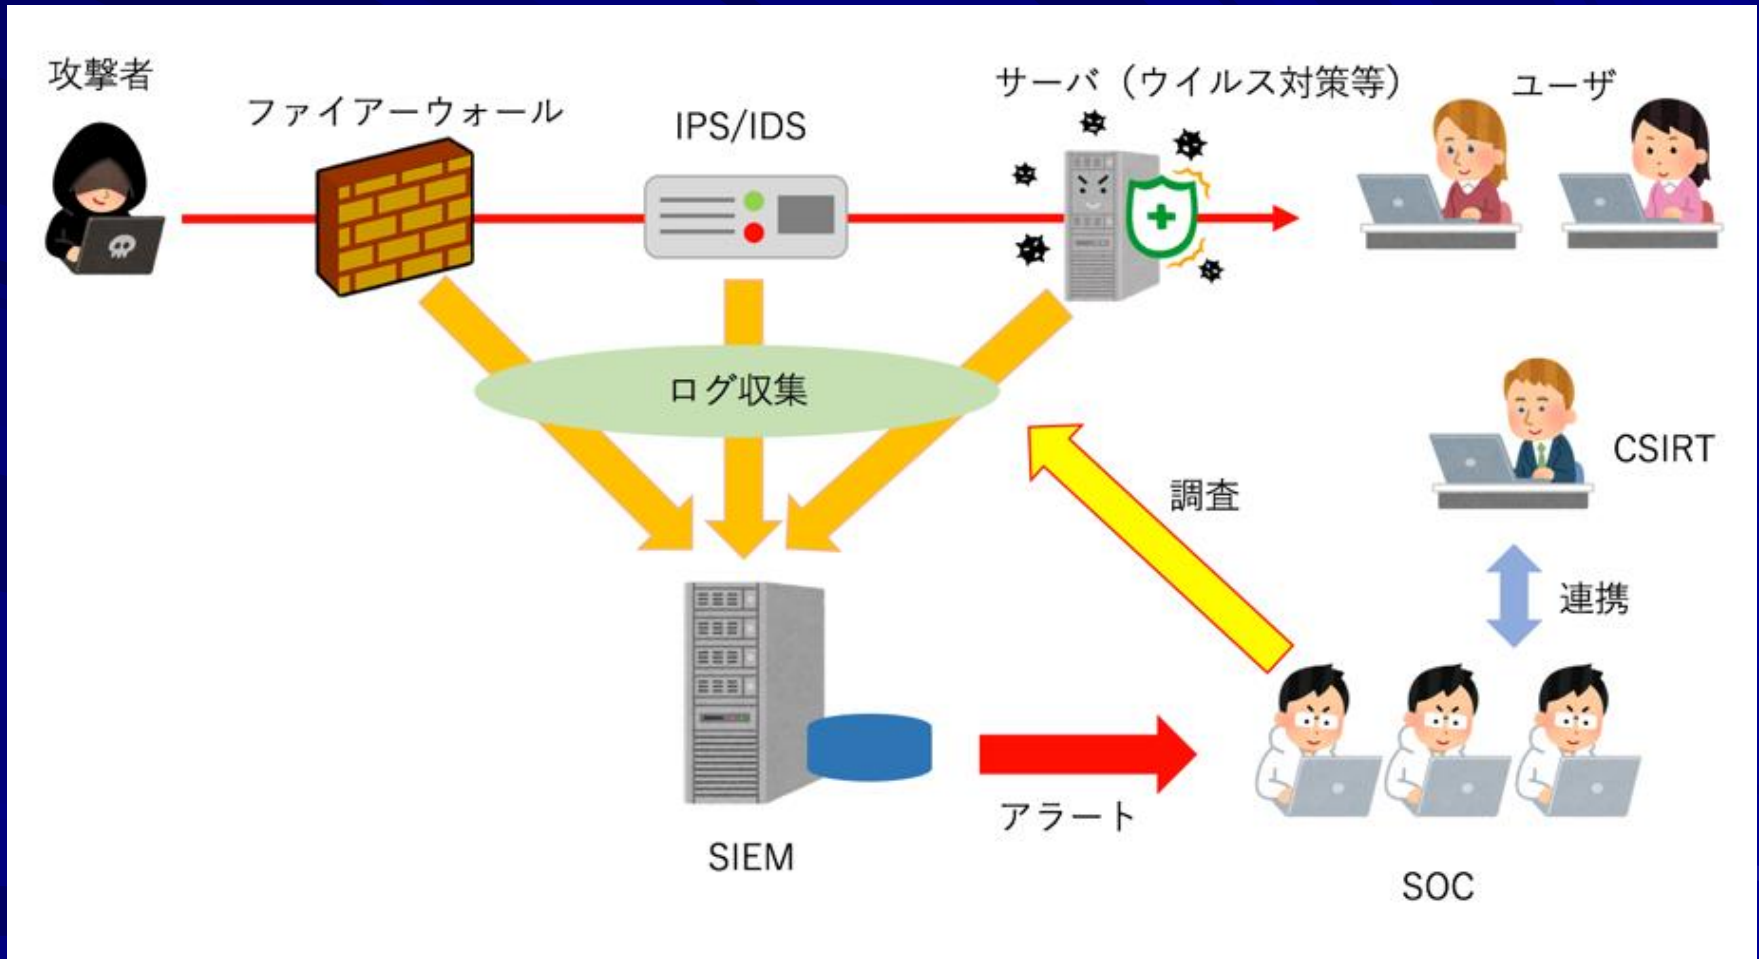 攻撃者
ファイアーウォール
IPS/IDS
サーバ（ウイルス対策等）
ユーザ
ログ収集
CSIRT
調査
連携
アラート
SIEM
SOC